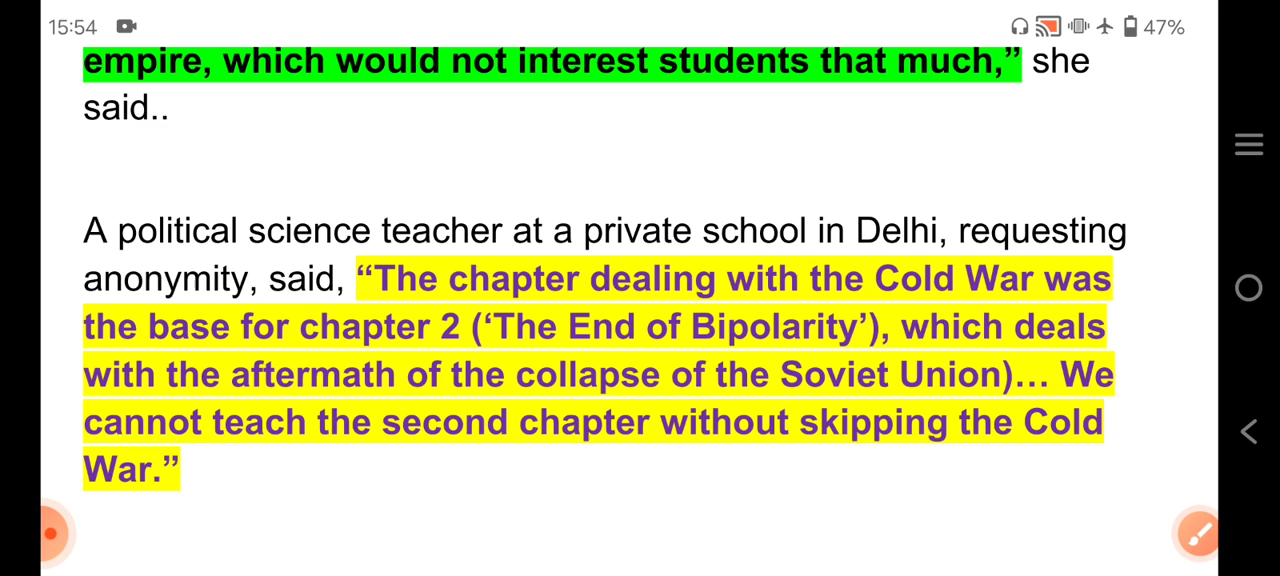 15:54
47%
empire, which would not interest students that much,” she
said..
A political science teacher at a private school in Delhi, requesting
anonymity, said, “The chapter dealing with the Cold War was
the base for chapter 2 (‘The End of Bipolarity’), which deals
with the aftermath of the collapse of the Soviet Union)… We
cannot teach the second chapter without skipping the Cold
War.”